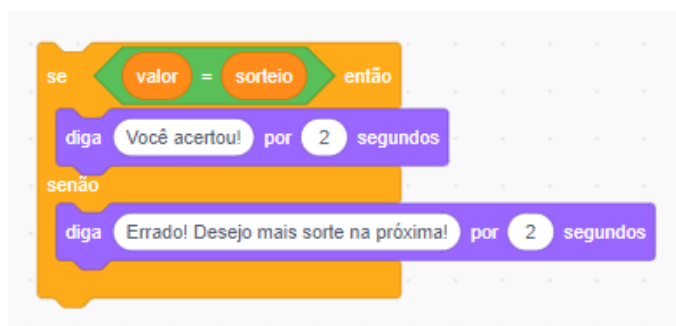 se valor = sorteio então
diga Você acertou! por 2 segundos
senão
diga Errado! Desejo mais sorte na próxima! por 2 segundos